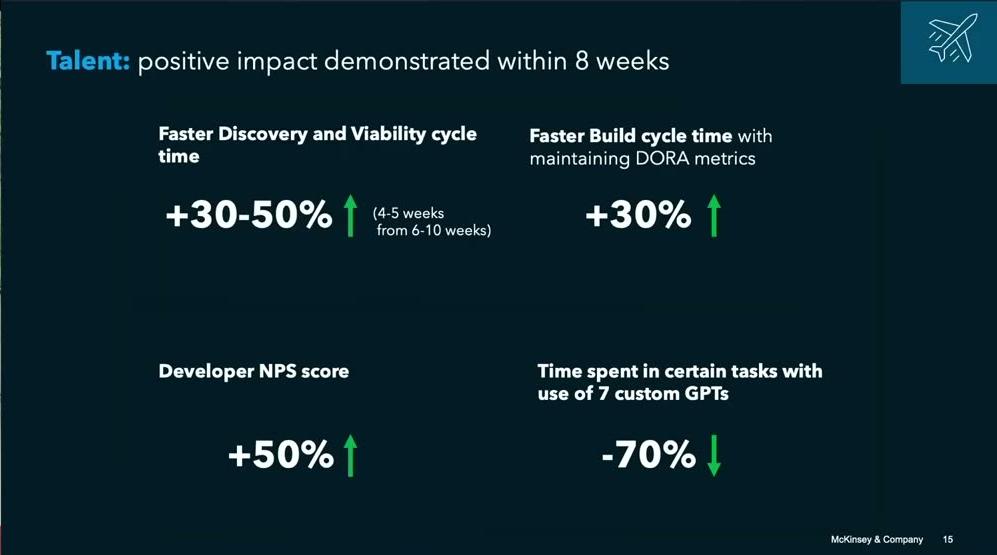 Talent: positive impact demonstrated within 8 weeks
Faster Discovery and Viability cycle
time
+30-50%
(4-5 weeks
from 6-10 weeks)
Faster Build cycle time with
maintaining DORA metrics
+30%
Developer NPS score
+50%
Time spent in certain tasks with
use of 7 custom GPTs
-70%
McKinsey & Company 15